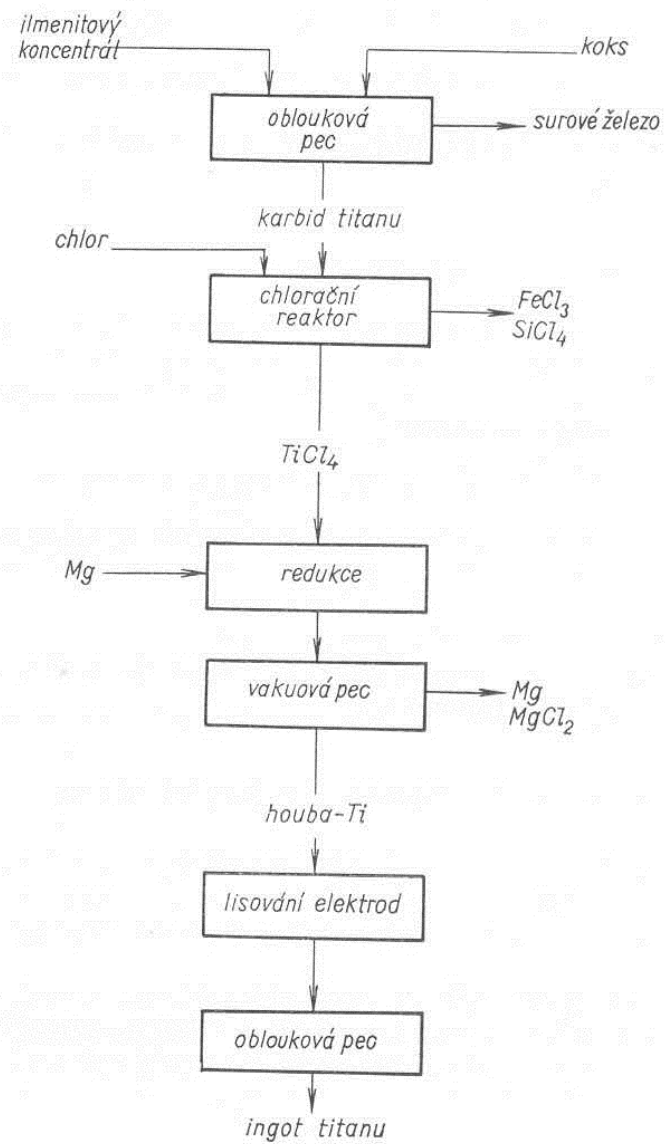 ilmenitový
koncentrát
koks
oblouková
pec
surové železo
karbid titanu
chlor
chlorační
reaktor
FeCl₃
SiCl₄
TiCl₄
Mg
redukce
vakuová pec
Mg
MgCl₂
houba-Ti
lisování elektrod
oblouková pec
ingot titanu